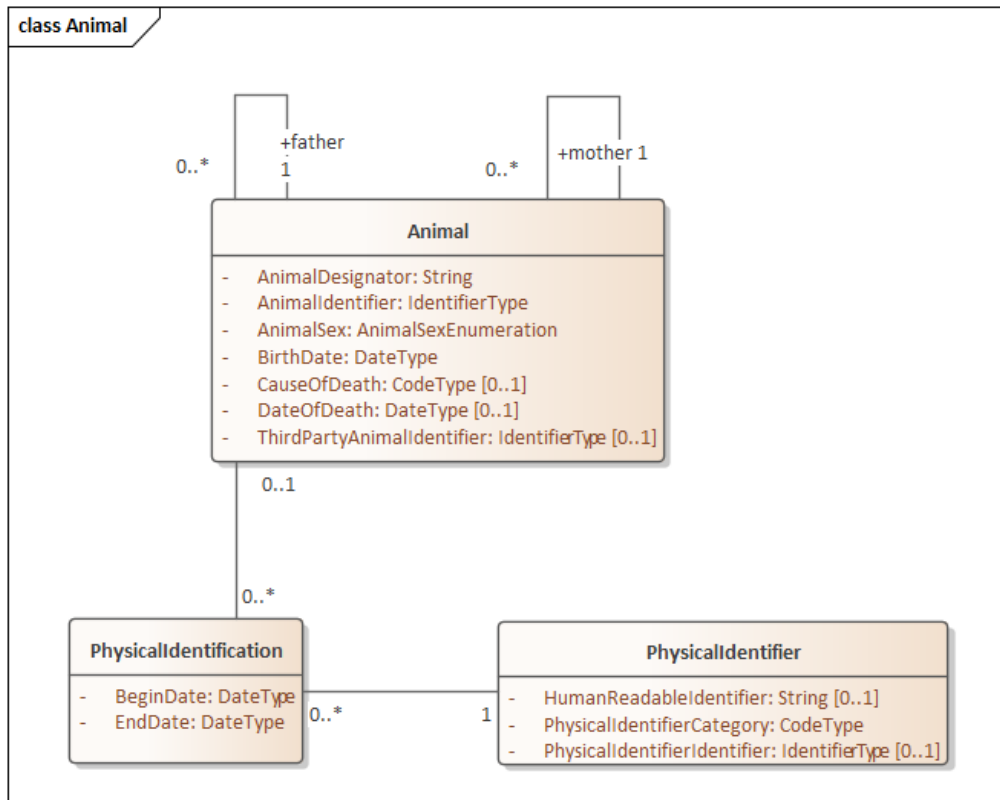 class Animal
+father
0..*
1
+mother 1
0..*
Animal
- AnimalDesignator: String
- AnimalIdentifier: IdentifierType
- AnimalSex: AnimalSexEnumeration
- BirthDate: DateType
- CauseOfDeath: CodeType [0..1]
- DateOfDeath: DateType [0..1]
- ThirdPartyAnimalIdentifier: IdentifierType [0..1]
0..1
0..*
PhysicalIdentification
- BeginDate: DateType
- EndDate: DateType
0..*
1
PhysicalIdentifier
- HumanReadableIdentifier: String [0..1]
- PhysicalIdentifierCategory: CodeType
- PhysicalIdentifierIdentifier: IdentifierType [0..1]